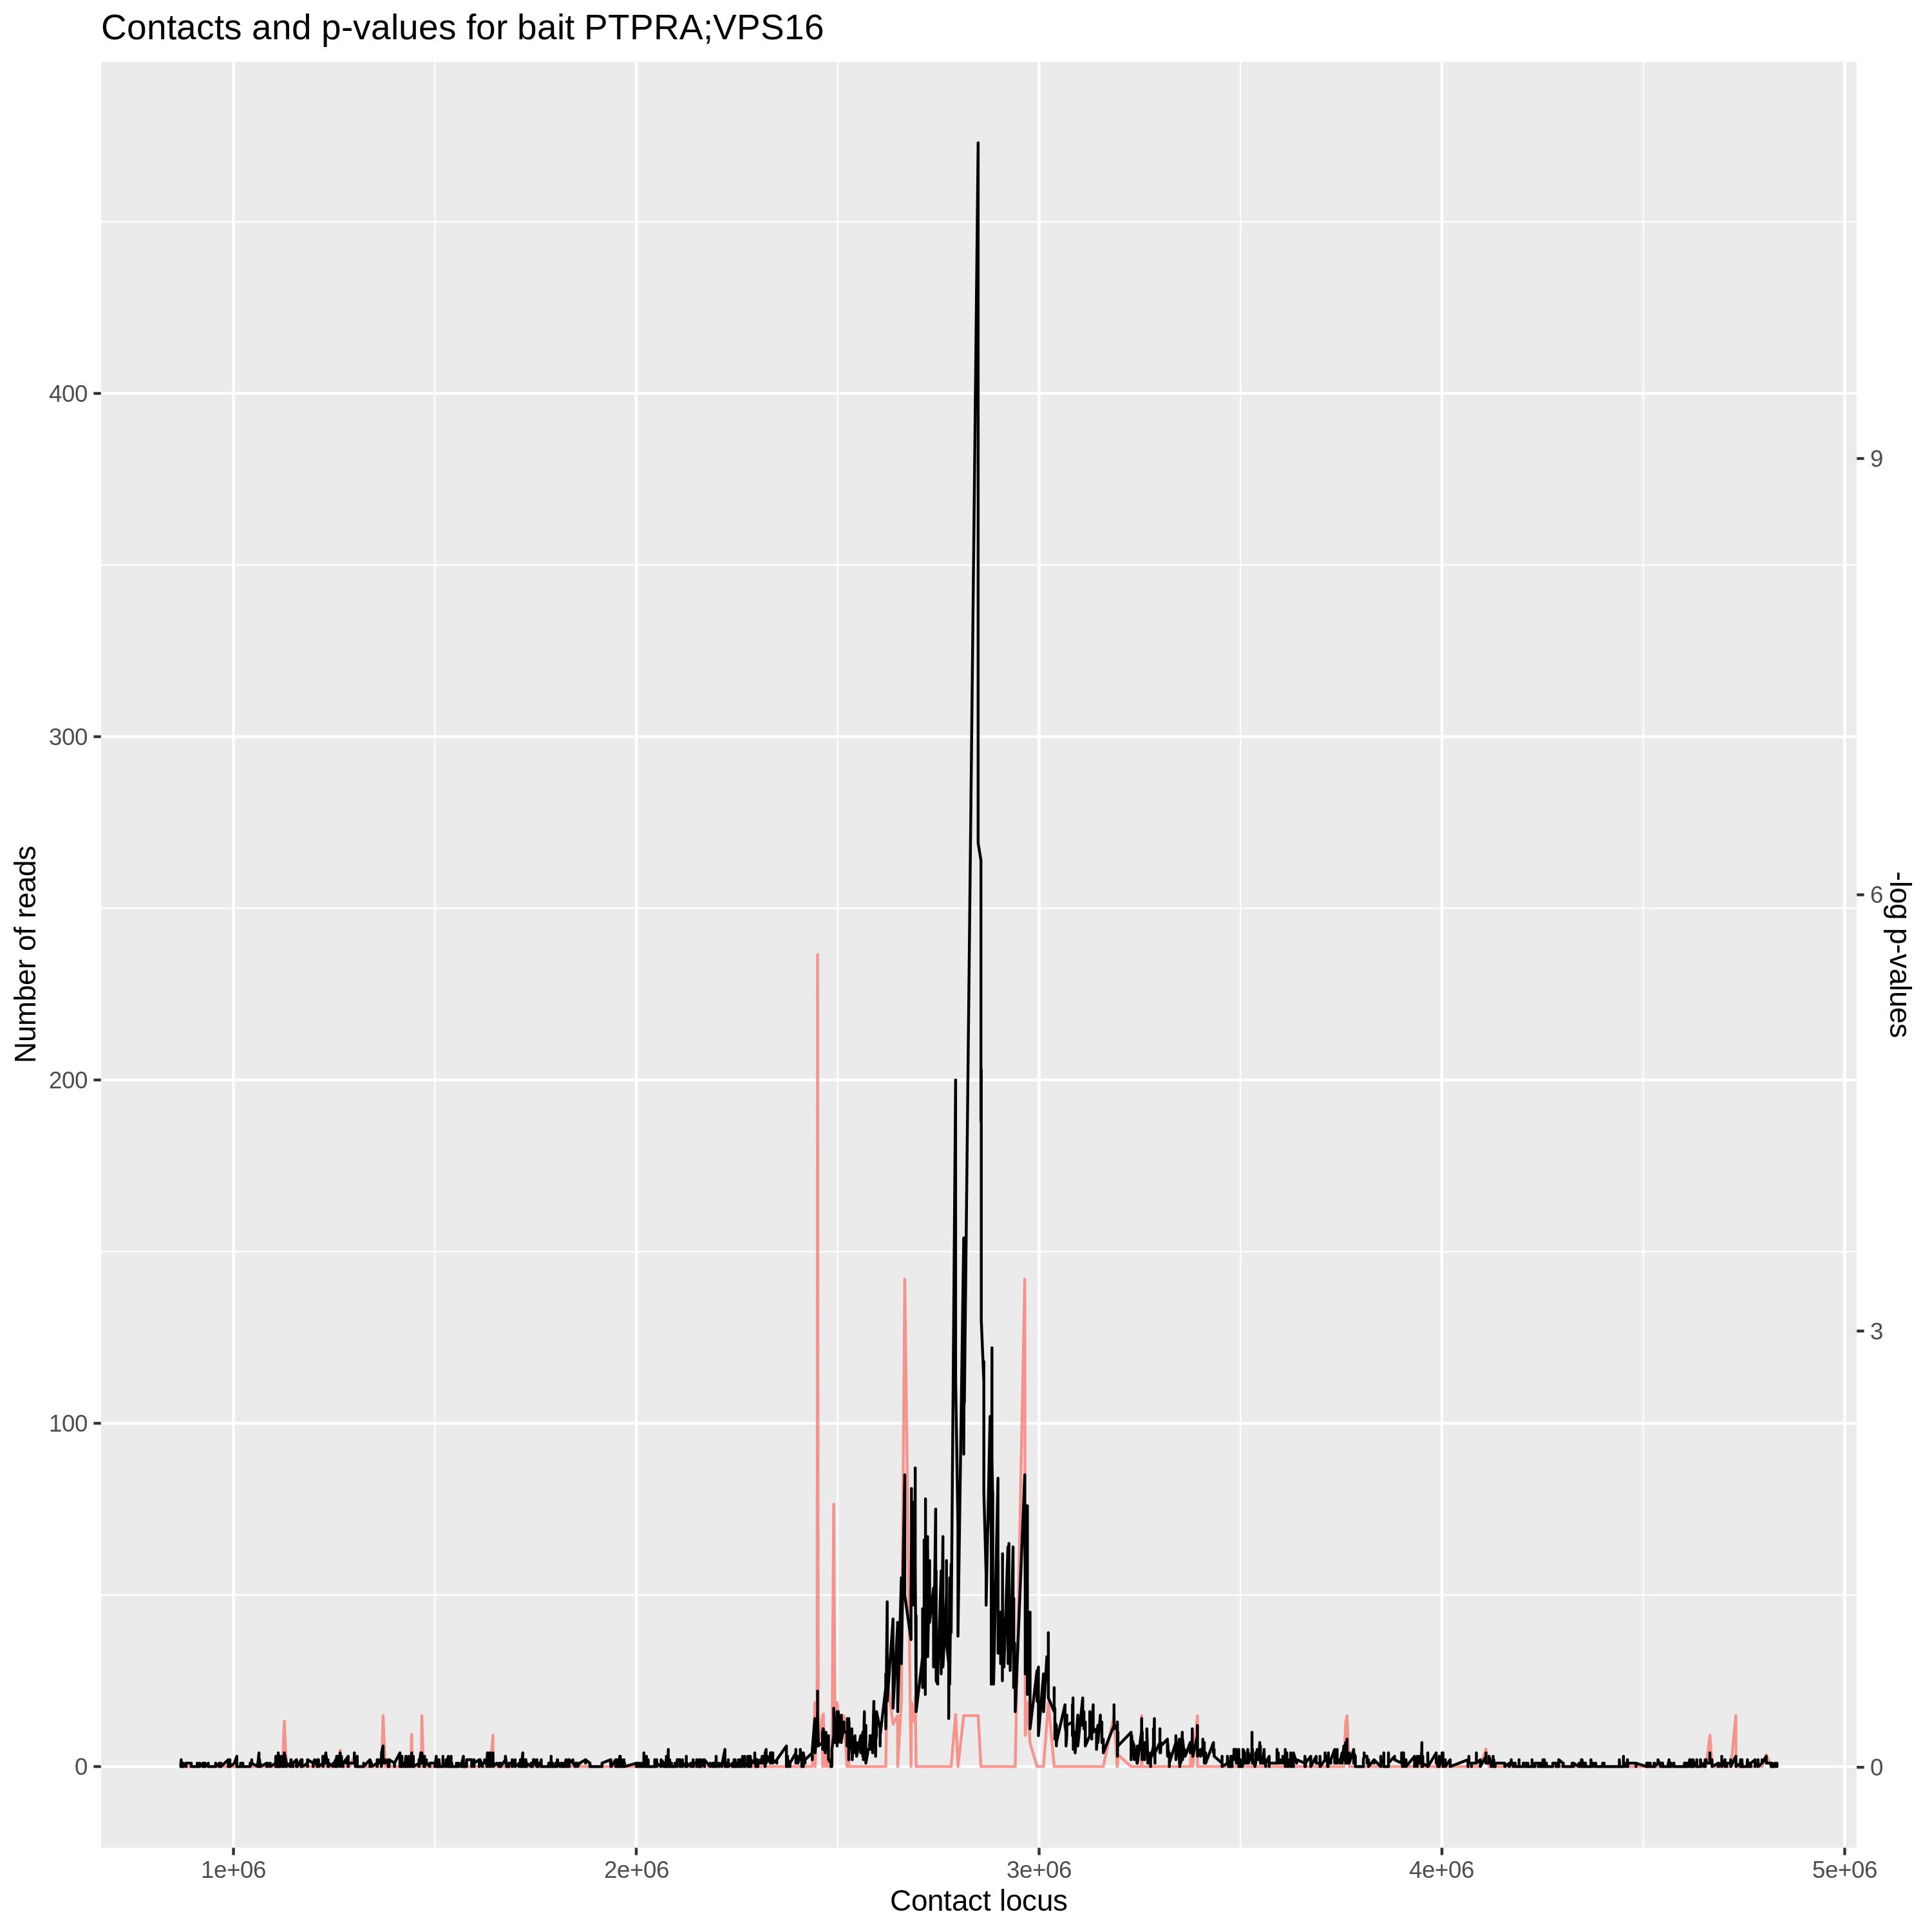 Contacts and p-values for bait PTPRA;VPS16
Number of reads
400
300
200
100
0
9
6
3
0
-log p-values
1e+06
2e+06
3e+06
4e+06
5e+06
Contact locus